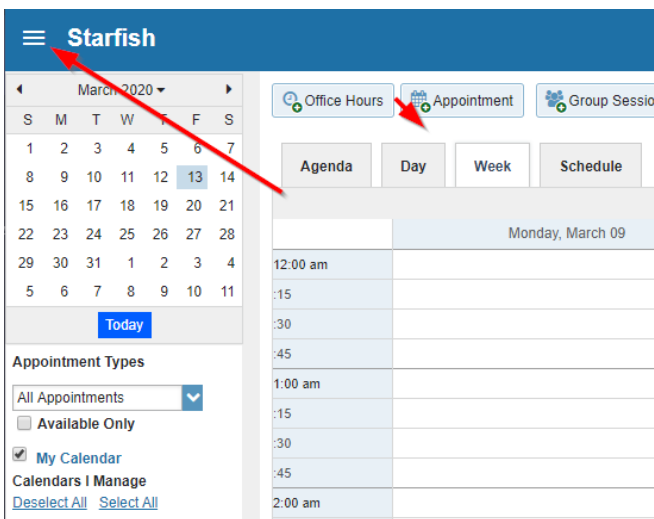 Starfish
March 2020
S M T W T F S
1 2 3 4 5 6 7
8 9 10 11 12 13 14
15 16 17 18 19 20 21
22 23 24 25 26 27 28
29 30 31 1 2 3 4
5 6 7 8 9 10 11
Today
Appointment Types
All Appointments
Available Only
My Calendar
Calendars I Manage
Deselect All Select All
Office Hours Appointment Group Sessio
Agenda Day Week Schedule
Monday, March 09
12:00 am
:15
:30
:45
1:00 am
:15
:30
:45
2:00 am